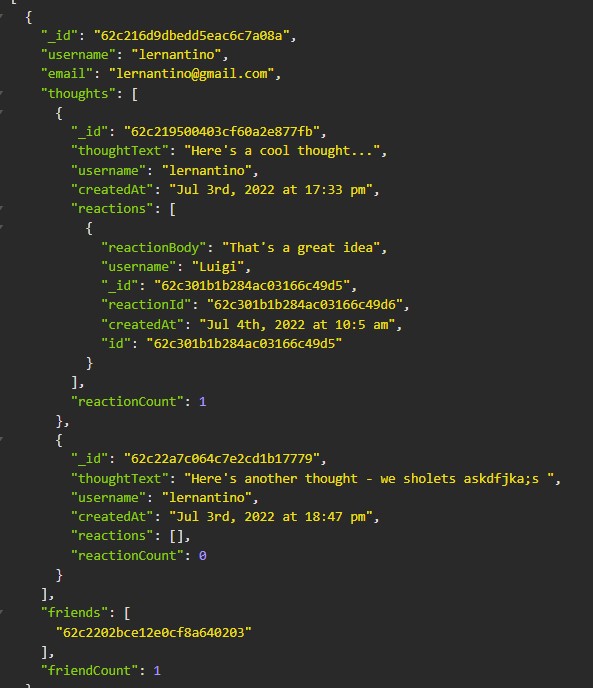 [
{
"_id": "62c216d9dbedd5eac6c7a08a",
"username": "lernantino",
"email": "lernantino@gmail.com",
"thoughts": [
{
"_id": "62c219500403cf60a2e877fb",
"thoughtText": "Here's a cool thought...",
"username": "lernantino",
"createdAt": "Jul 3rd, 2022 at 17:33 pm",
"reactions": [
{
"reactionBody": "That's a great idea",
"username": "Luigi",
"_id": "62c301b1b284ac03166c49d5",
"reactionId": "62c301b1b284ac03166c49d6",
"createdAt": "Jul 4th, 2022 at 10:5 am",
"id": "62c301b1b284ac03166c49d5"
}
],
"reactionCount": 1
},
{
"_id": "62c22a7c064c7e2cd1b17779",
"thoughtText": "Here's another thought - we sholets askdfjka;s ",
"username": "lernantino",
"createdAt": "Jul 3rd, 2022 at 18:47 pm",
"reactions": [],
"reactionCount": 0
}
],
"friends": [
"62c2202bce12e0cf8a640203"
],
"friendCount": 1
}